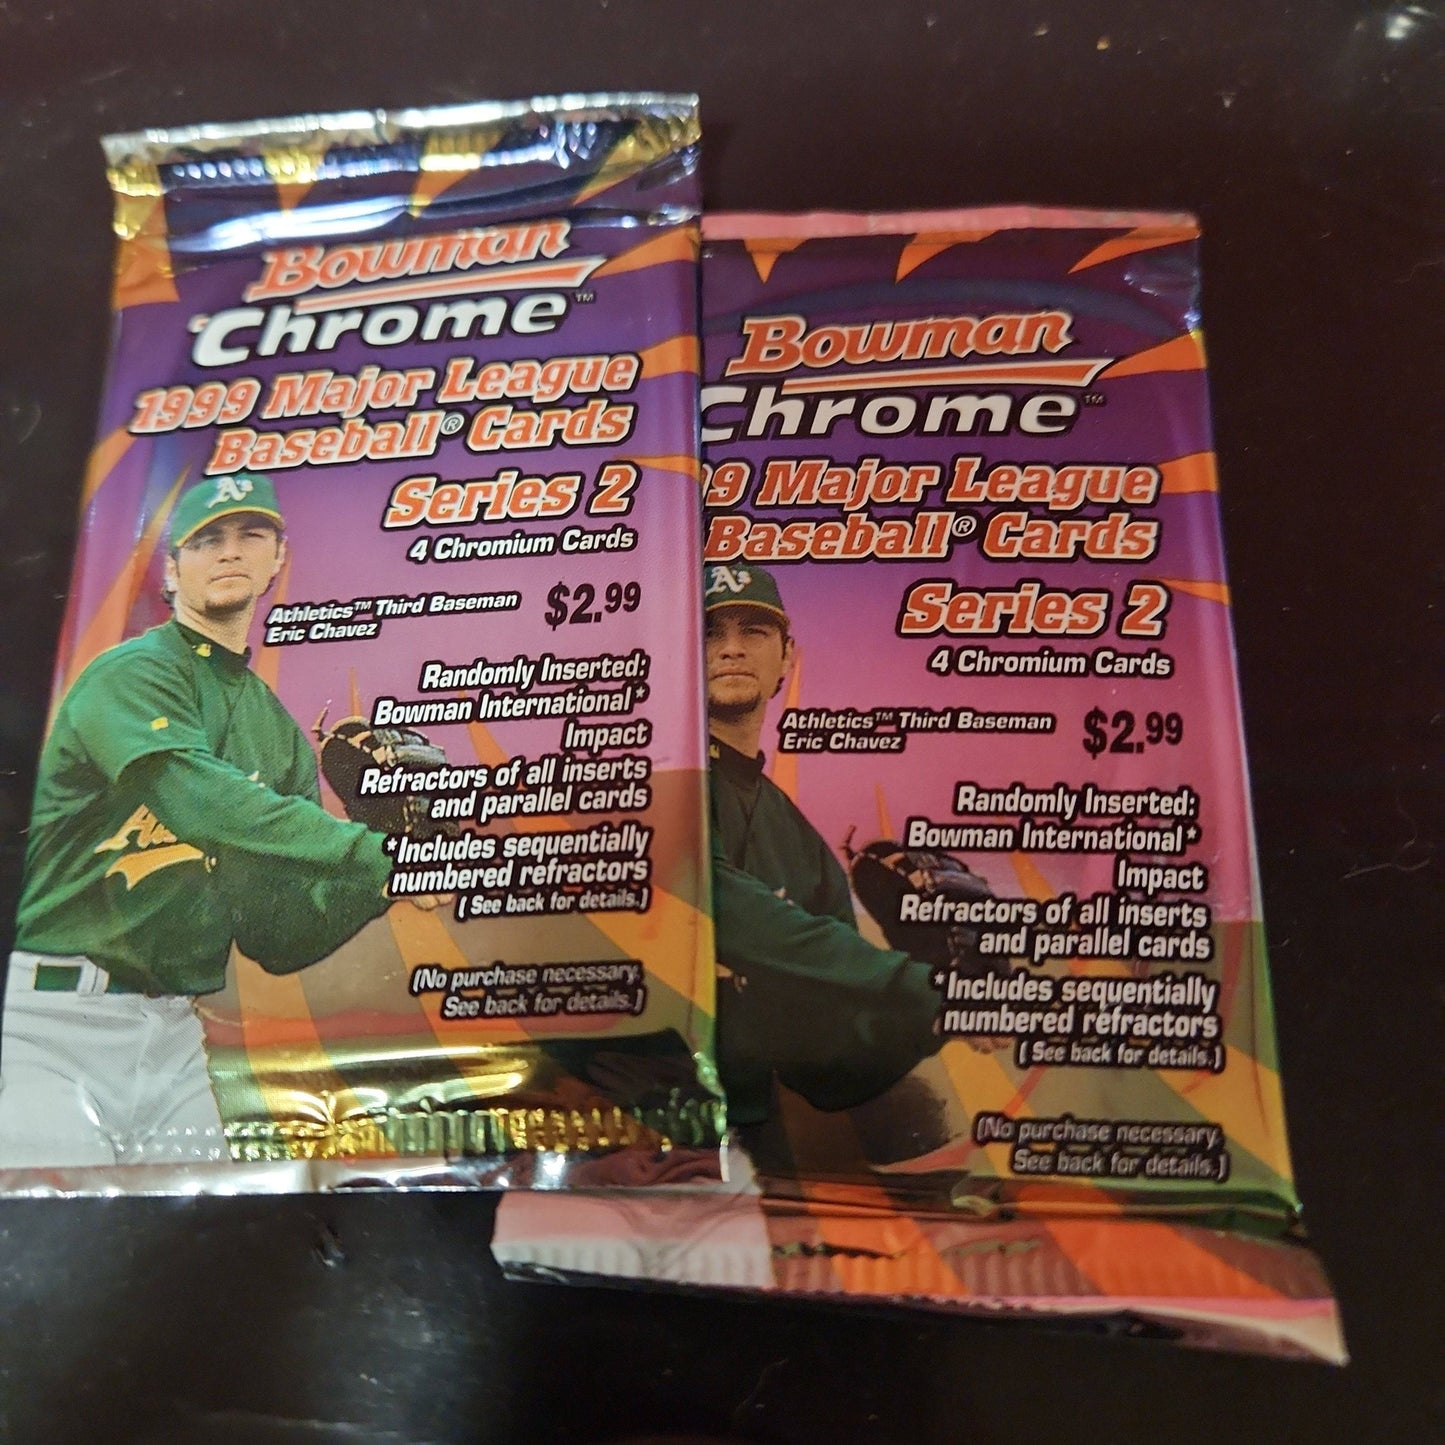 Bowman
Chrome™
1999 Major League
Baseball® Cards
Series 2
4 Chromium Cards
A's
Athletics™ Third Baseman
Eric Chavez
$2.99
Randomly Inserted:
Bowman International*
Impact
Refractors of all inserts
and parallel cards
*Includes sequentially
numbered refractors
( See back for details.)
(No purchase necessary.
See back for details.)
Bowman
Chrome™
99 Major League
Baseball® Cards
Series 2
4 Chromium Cards
A's
Athletics™ Third Baseman
Eric Chavez
$2.99
Randomly Inserted:
Bowman International*
Impact
Refractors of all inserts
and parallel cards
*Includes sequentially
numbered refractors
( See back for details.)
(No purchase necessary.
See back for details.)